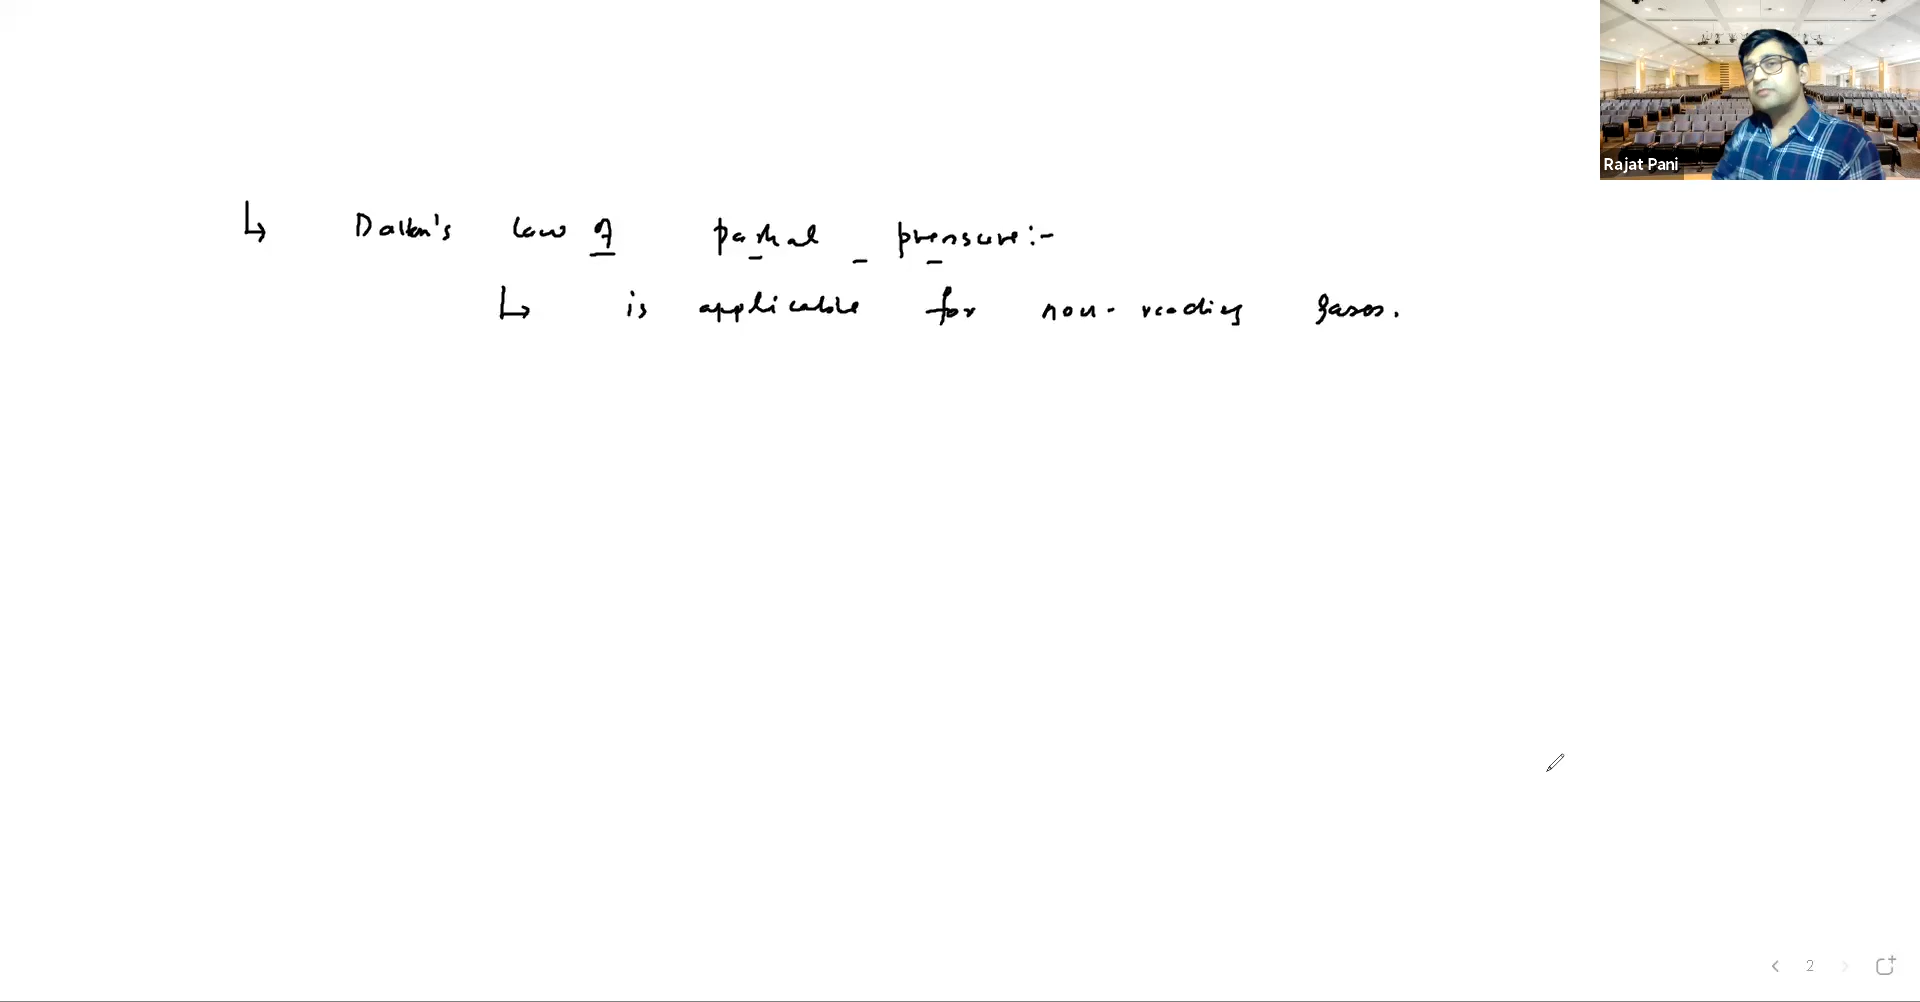 Rajat Pani
↳ Dalton's law of partial pressure:-
↳ is applicable for non-reacting gases.
2